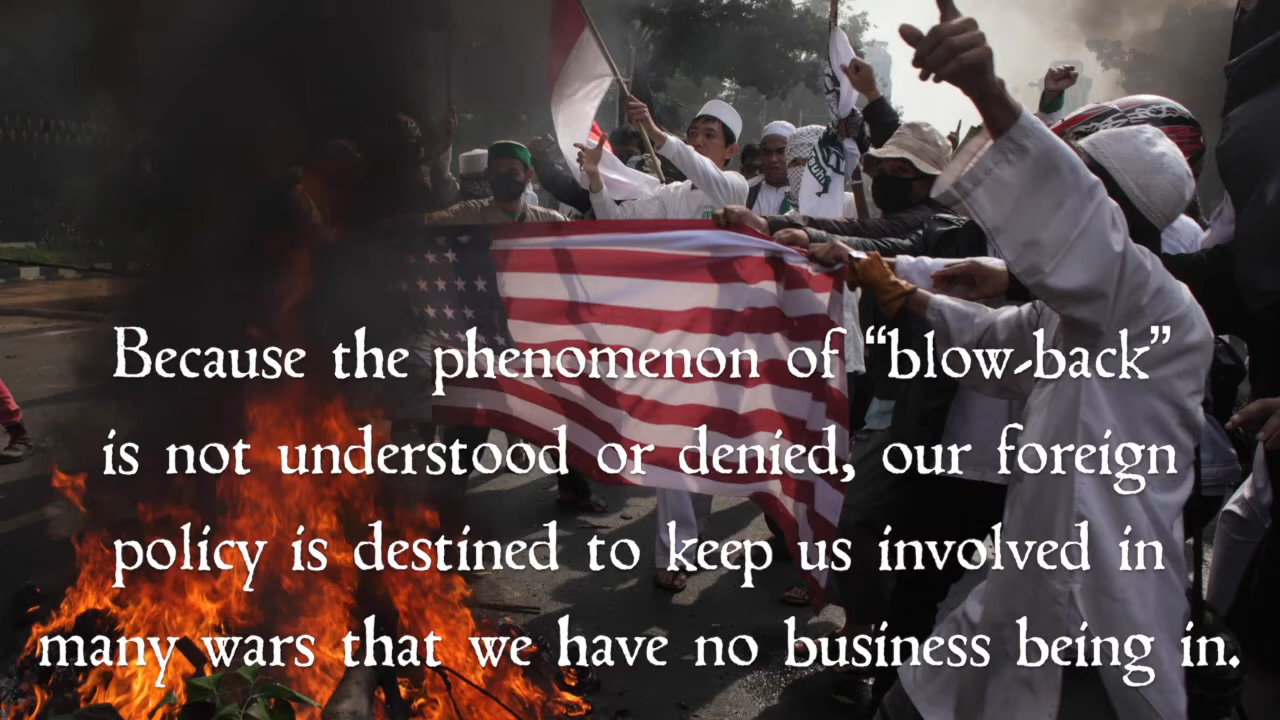 Because the phenomenon of “blow-back”
is not understood or denied, our foreign
policy is destined to keep us involved in
many wars that we have no business being in.